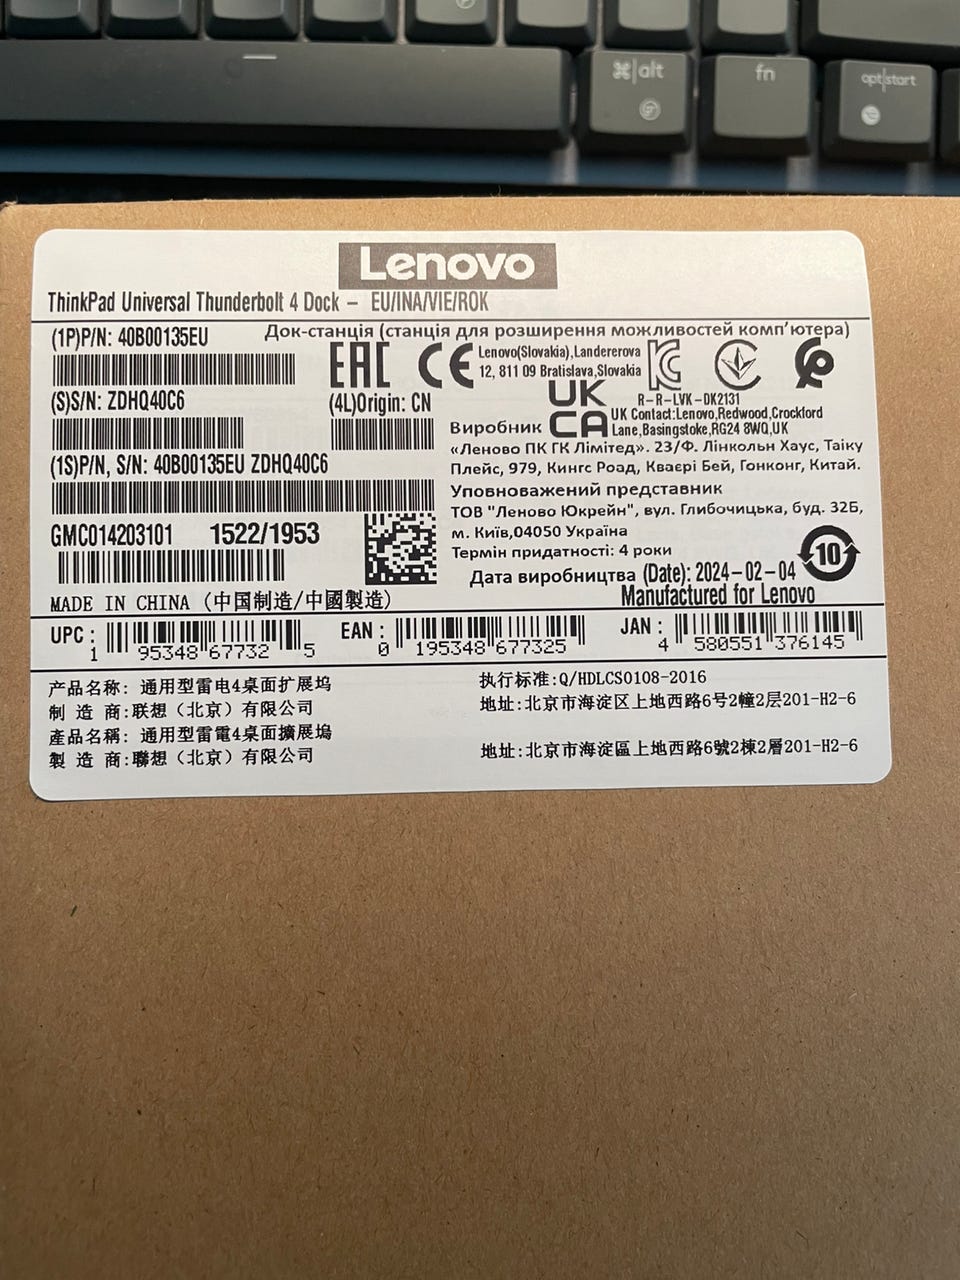 ⌘|alt
fn
opt|start
Lenovo
ThinkPad Universal Thunderbolt 4 Dock – EU/INA/VIE/ROK
(1P)P/N: 40B00135EU
Док-станція (станція для розширення можливостей комп'ютера)
EAC CE
Lenovo(Slovakia),Landererova
12, 811 09 Bratislava,Slovakia
(S)S/N: ZDHQ40C6
(4L)Origin: CN
R-R-LVK-DK2131
UK
CA
UK Contact:Lenovo,Redwood,Crockford
Lane,Basingstoke,RG24 8WQ,UK
Виробник
«Леново ПК ГК Лімітед». 23/Ф. Лінкольн Хаус, Таіку
Плейс, 979, Кингс Роад, Кваєрі Бей, Гонконг, Китай.
(1S)P/N, S/N: 40B00135EU ZDHQ40C6
Уповноважений представник
ТОВ "Леново Юкрейн", вул. Глибочицька, буд. 32Б,
м. Київ,04050 Україна
Термін придатності: 4 роки
GMC014203101 1522/1953
10
Дата виробництва (Date): 2024-02-04
Manufactured for Lenovo
MADE IN CHINA (中国制造/中國製造)
UPC: 1 95348 67732 5
EAN: 0 195348 677325
JAN: 4 580551 376145
产品名称: 通用型雷电4桌面扩展坞
制 造 商:联想（北京）有限公司
產品名稱: 通用型雷電4桌面擴展塢
製 造 商:聯想（北京）有限公司
执行标准:Q/HDLCS0108-2016
地址:北京市海淀区上地西路6号2幢2层201-H2-6
地址:北京市海淀區上地西路6號2棟2層201-H2-6